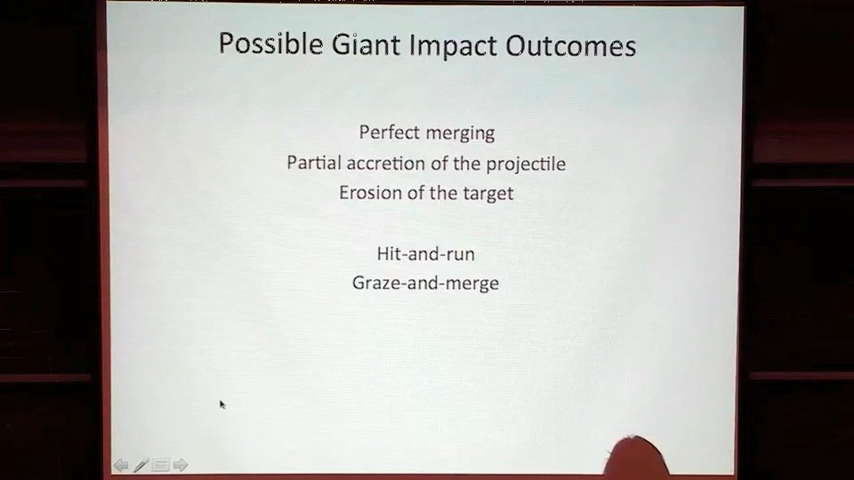 Possible Giant Impact Outcomes
Perfect merging
Partial accretion of the projectile
Erosion of the target
Hit-and-run
Graze-and-merge